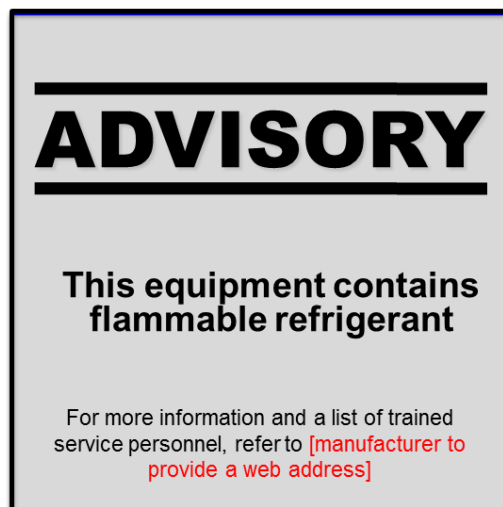 ADVISORY
This equipment contains
flammable refrigerant
For more information and a list of trained
service personnel, refer to [manufacturer to
provide a web address]